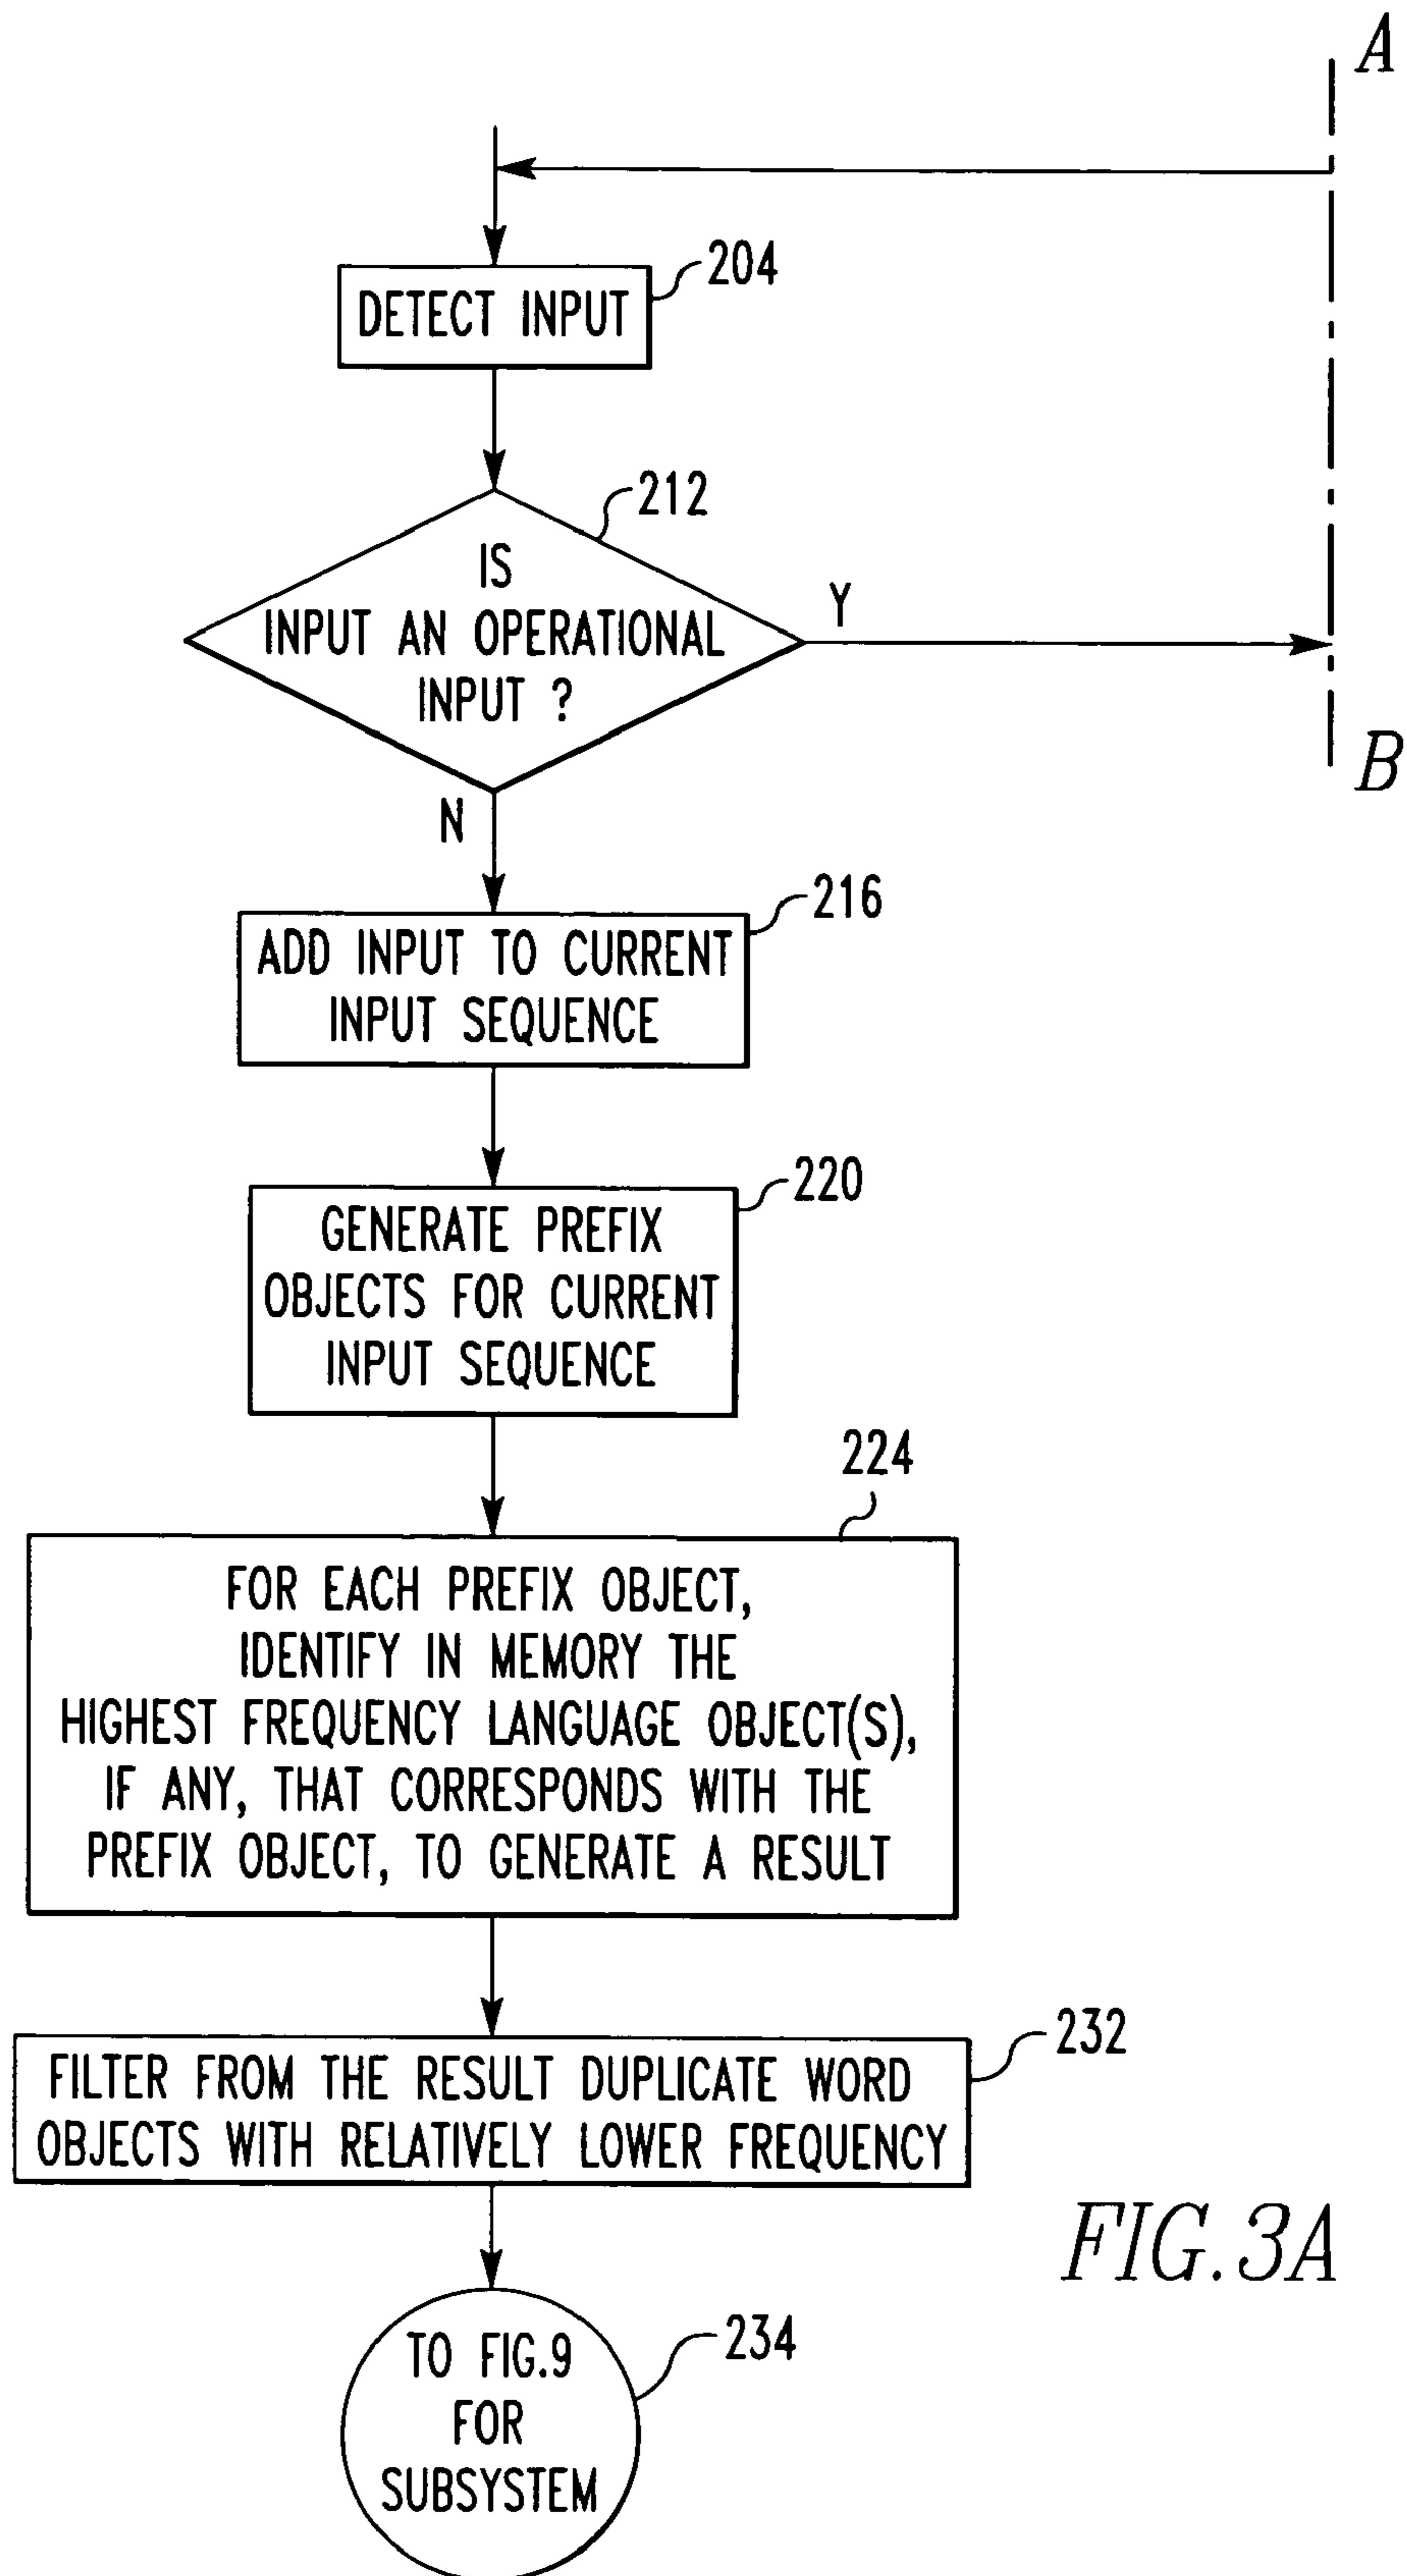 A
204
DETECT INPUT
212
IS
INPUT AN OPERATIONAL
INPUT ?
Y
B
N
216
ADD INPUT TO CURRENT
INPUT SEQUENCE
220
GENERATE PREFIX
OBJECTS FOR CURRENT
INPUT SEQUENCE
224
FOR EACH PREFIX OBJECT,
IDENTIFY IN MEMORY THE
HIGHEST FREQUENCY LANGUAGE OBJECT(S),
IF ANY, THAT CORRESPONDS WITH THE
PREFIX OBJECT, TO GENERATE A RESULT
232
FILTER FROM THE RESULT DUPLICATE WORD
OBJECTS WITH RELATIVELY LOWER FREQUENCY
FIG.3A
234
TO FIG.9
FOR
SUBSYSTEM